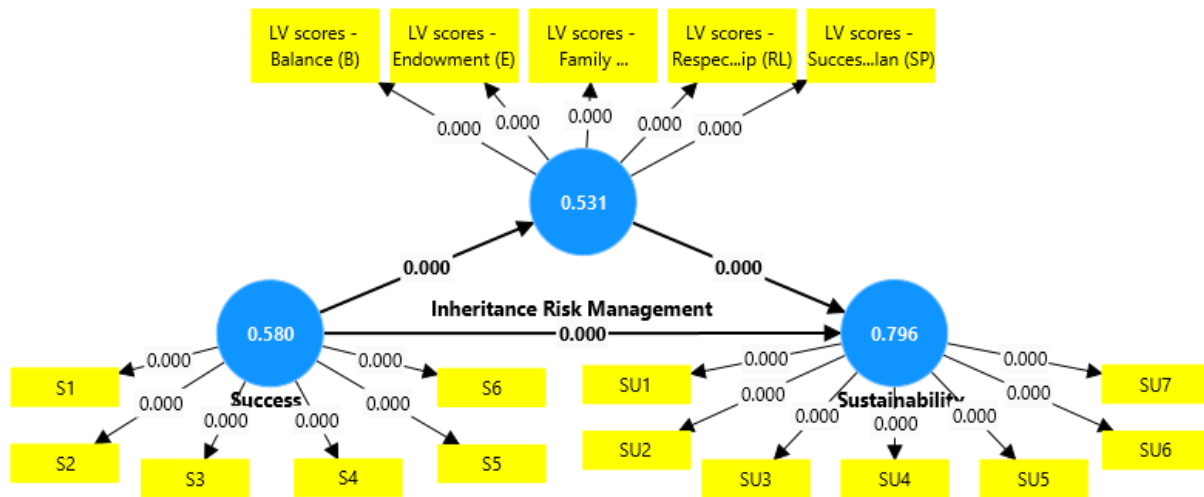 LV scores -
Balance (B)
LV scores -
Endowment (E)
LV scores -
Family ...
LV scores -
Respec...ip (RL)
LV scores -
Succes...lan (SP)
0.000
0.000
0.000
0.000
0.000
0.531
0.000
0.000
Inheritance Risk Management
0.000
0.580
Success
0.000
0.000
0.000
0.000
0.000
0.000
S1
S2
S3
S4
S5
S6
0.796
Sustainability
0.000
0.000
0.000
0.000
0.000
0.000
0.000
SU1
SU2
SU3
SU4
SU5
SU6
SU7